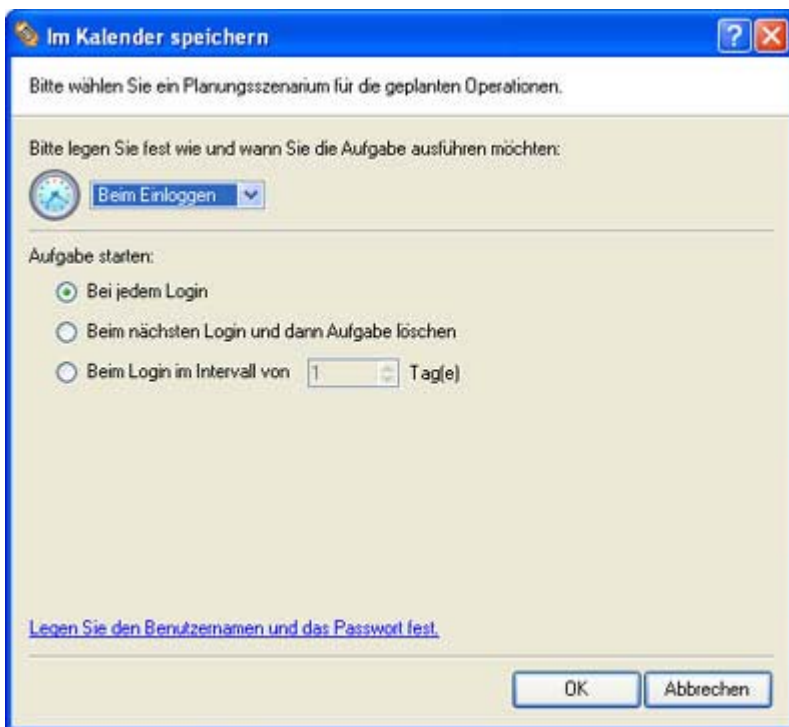 Im Kalender speichern
Bitte wählen Sie ein Planungsszenarium für die geplanten Operationen.
Bitte legen Sie fest wie und wann Sie die Aufgabe ausführen möchten:
Beim Einloggen
Aufgabe starten:
Bei jedem Login
Beim nächsten Login und dann Aufgabe löschen
Beim Login im Intervall von 1 Tag(e)
Legen Sie den Benutzernamen und das Passwort fest.
OK Abbrechen